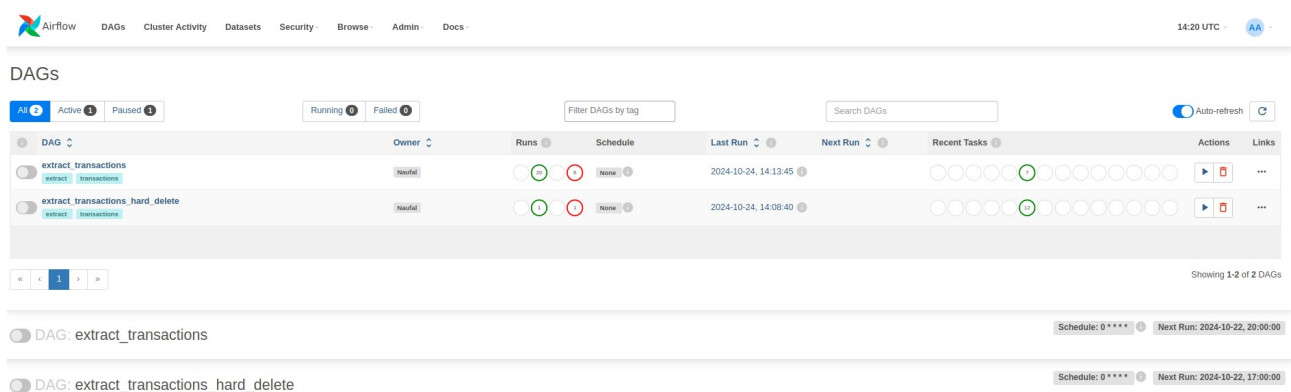 Airflow DAGs Cluster Activity Datasets Security Browse Admin Docs 14:20 UTC AA
DAGs
All 2 Active 1 Paused 1 Running 0 Failed 0 Filter DAGs by tag Search DAGs Auto-refresh
DAG Owner Runs Schedule Last Run Next Run Recent Tasks Actions Links
extract_transactions Naufal 20 6 None 2024-10-24, 14:13:45 7
extract transactions
extract_transactions_hard_delete Naufal 1 1 None 2024-10-24, 14:08:40 12
extract transactions
« ‹ 1 › » Showing 1-2 of 2 DAGs
DAG: extract_transactions Schedule: 0 * * * * Next Run: 2024-10-22, 20:00:00
DAG: extract_transactions_hard_delete Schedule: 0 * * * * Next Run: 2024-10-22, 17:00:00